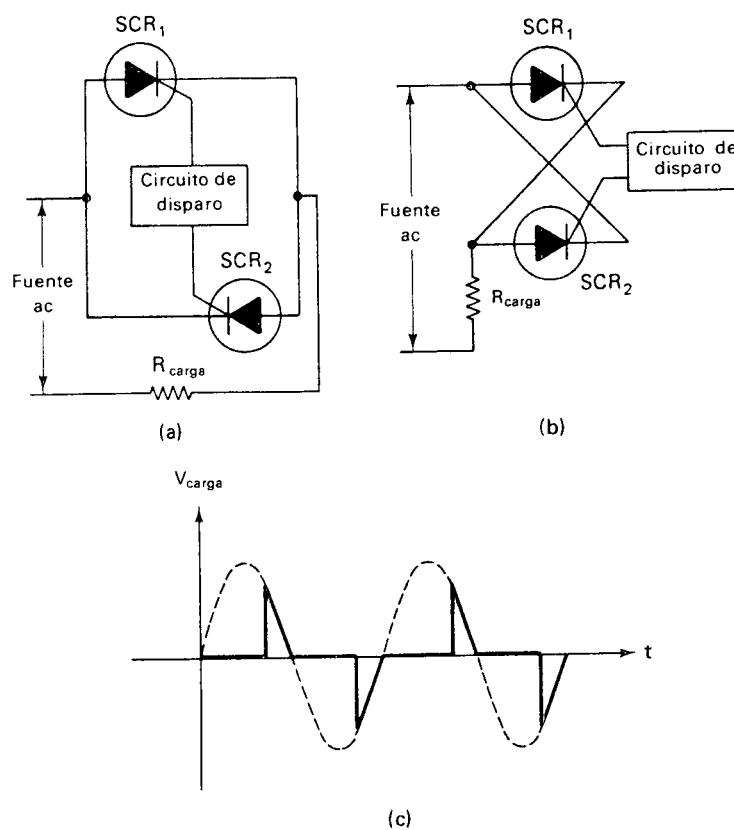 SCR1
Circuito de
disparo
Fuente
ac
SCR2
Rcarga
(a)
SCR1
Circuito de
disparo
Fuente
ac
SCR2
Rcarga
(b)
Vcarga
t
(c)